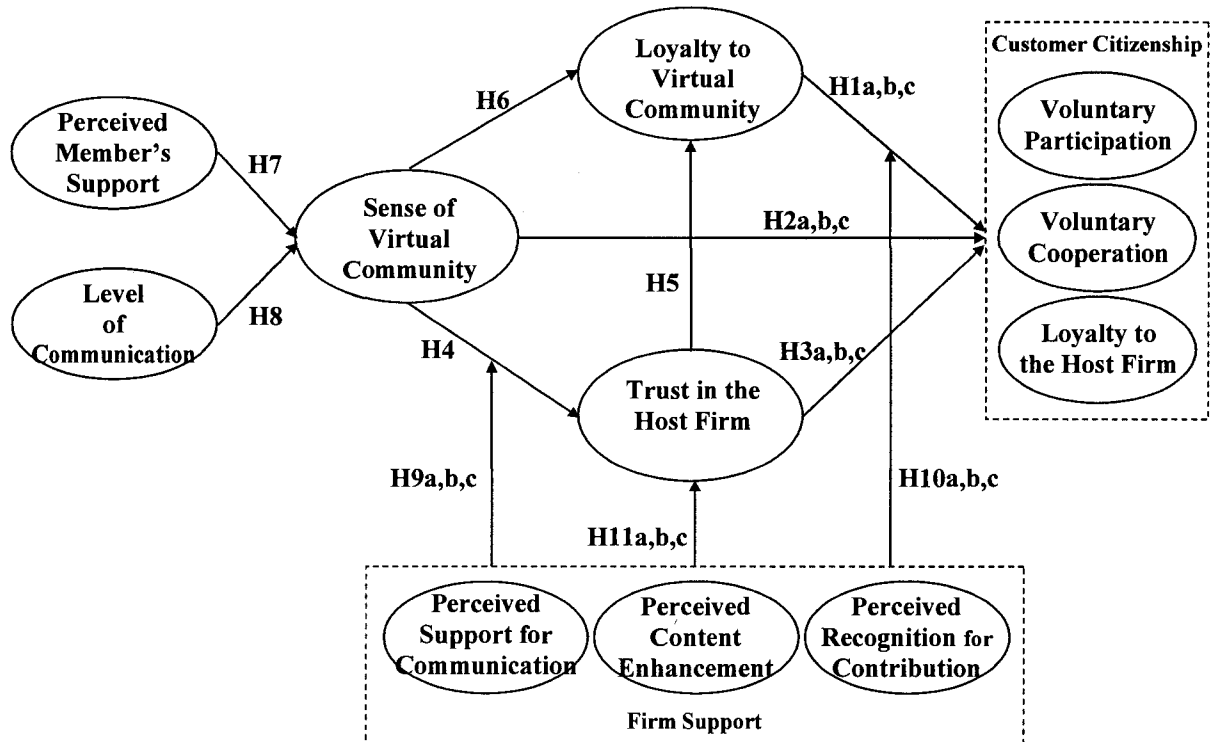 Loyalty to
Virtual
Community
H1a,b,c
Customer Citizenship
Voluntary
Participation
Voluntary
Cooperation
Loyalty to
the Host Firm
H6
Perceived
Member's
Support
H7
Sense of
Virtual
Community
H2a,b,c
Level
of
Communication
H8
H5
H4
H3a,b,c
Trust in the
Host Firm
H9a,b,c
H10a,b,c
H11a,b,c
Perceived
Support for
Communication
Perceived
Content
Enhancement
Perceived
Recognition for
Contribution
Firm Support